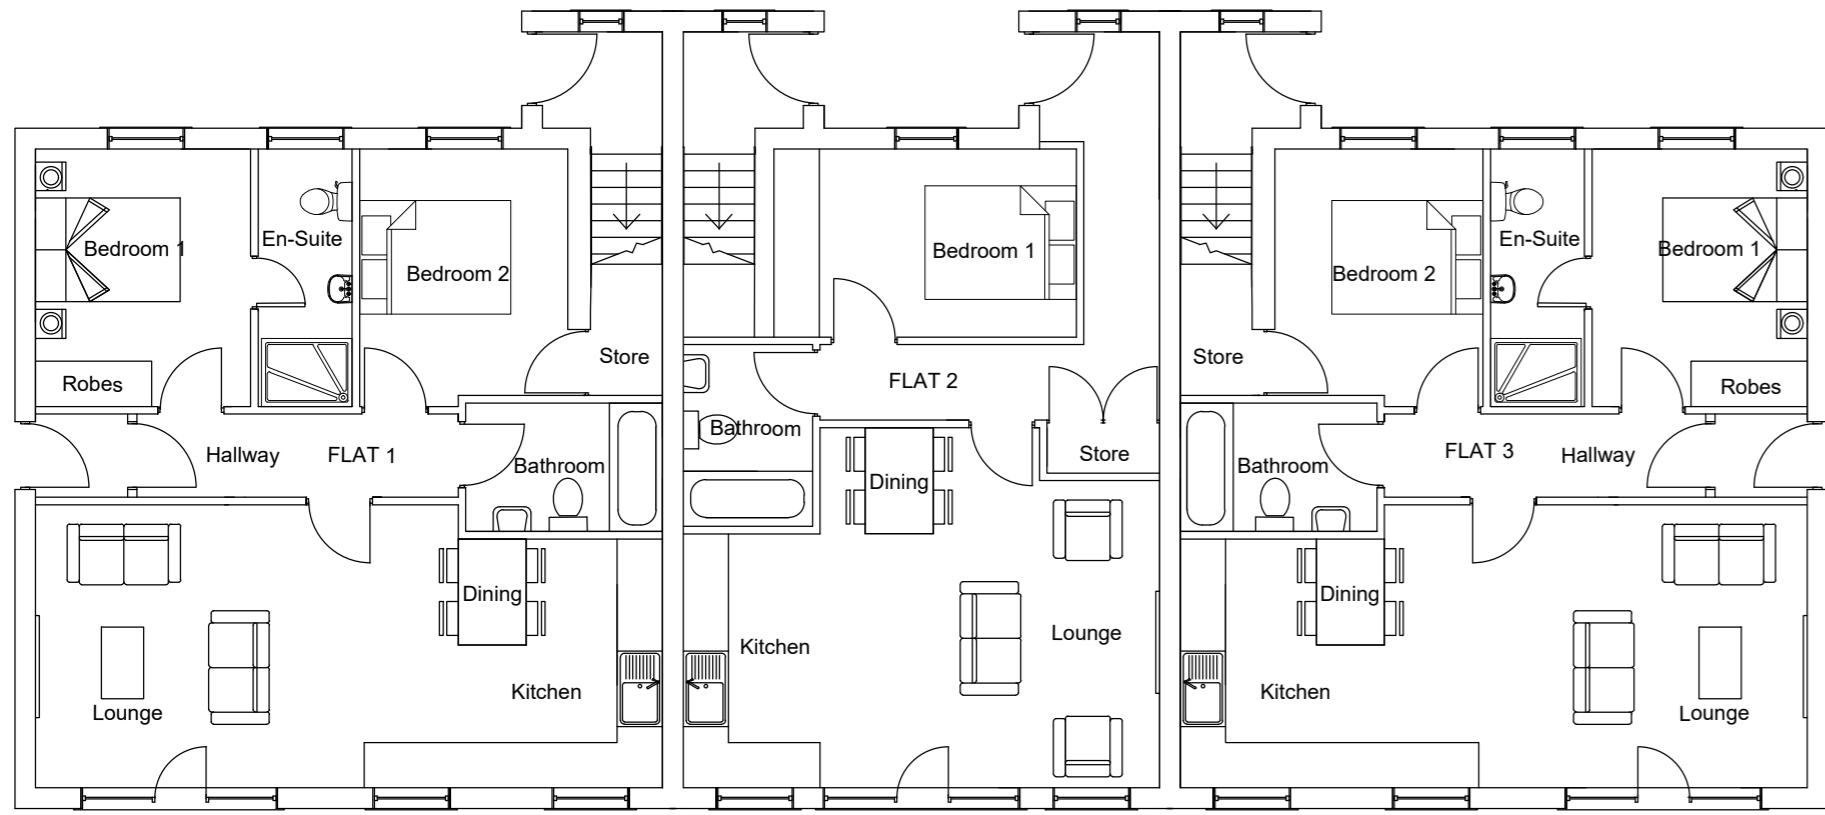 Bedroom 1
En-Suite
Bedroom 2
Robes
Store
Hallway
FLAT 1
Bathroom
Dining
Kitchen
Lounge
Bedroom 1
FLAT 2
Bathroom
Store
Dining
Kitchen
Lounge
Bedroom 2
En-Suite
Bedroom 1
Store
Robes
FLAT 3
Hallway
Bathroom
Dining
Kitchen
Lounge